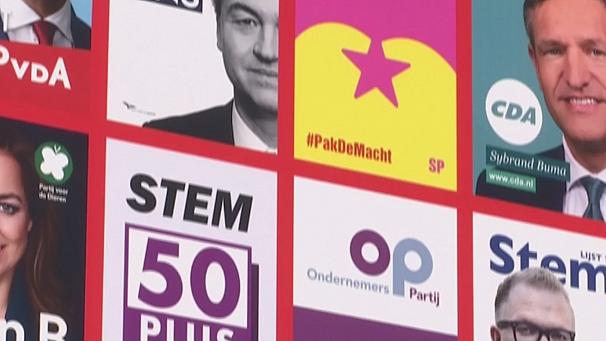 PvdA
#PakDeMacht
SP
CDA
Sybrand Buma
www.cda.nl
Partij voor
de Dieren
STEM
50
PLUS
OP
Ondernemers Partij
LIJST
Stem